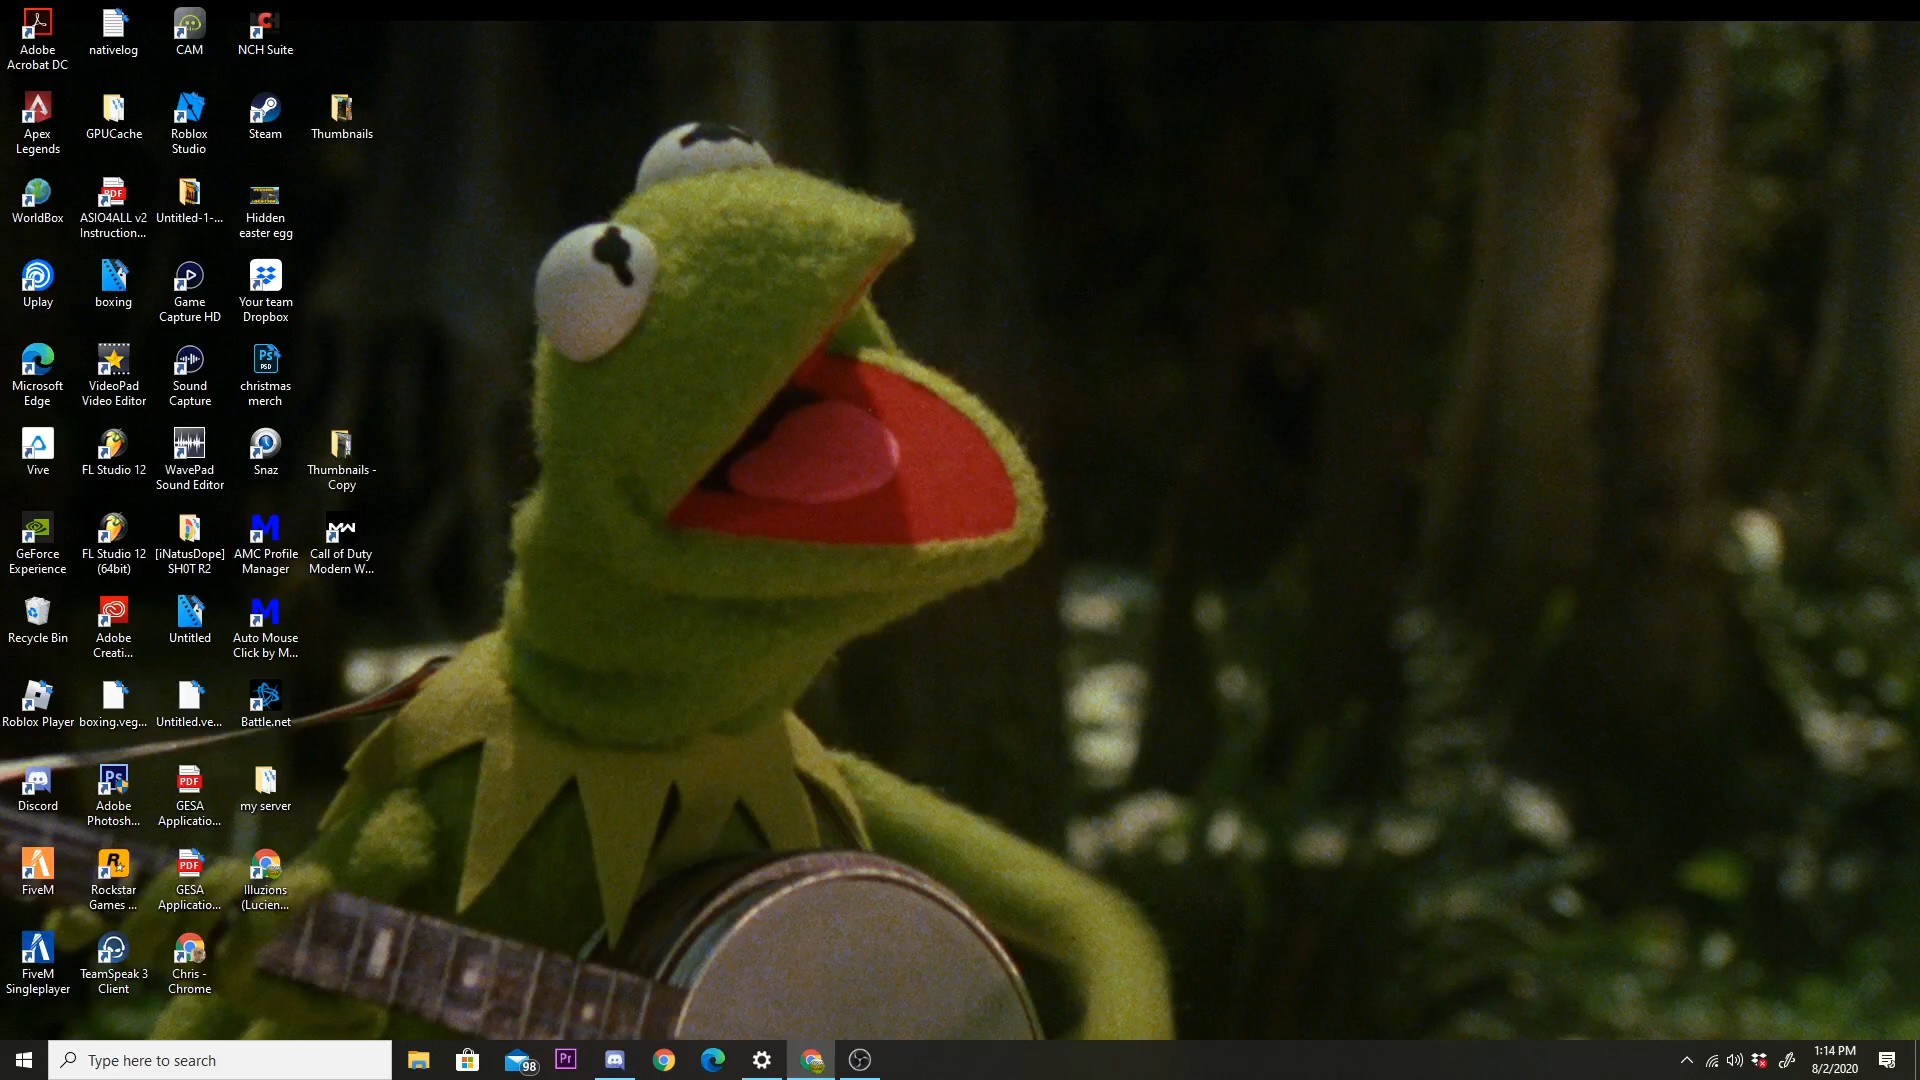 Adobe
Acrobat DC
nativelog
CAM
NCH Suite
Apex
Legends
GPUCache
Roblox
Studio
Steam
Thumbnails
WorldBox
ASIO4ALL v2
Instruction...
Untitled-1-...
Hidden
easter egg
Uplay
boxing
Game
Capture HD
Your team
Dropbox
Microsoft
Edge
VideoPad
Video Editor
Sound
Capture
christmas
merch
Vive
FL Studio 12
WavePad
Sound Editor
Snaz
Thumbnails -
Copy
GeForce
Experience
FL Studio 12
(64bit)
[iNatusDope]
SH0T R2
AMC Profile
Manager
Call of Duty
Modern W...
Recycle Bin
Adobe
Creati...
Untitled
Auto Mouse
Click by M...
Roblox Player
boxing.veg...
Untitled.ve...
Battle.net
Discord
Adobe
Photosh...
GESA
Applicatio...
my server
FiveM
Rockstar
Games ...
GESA
Applicatio...
Illuzions
(Lucien...
FiveM
Singleplayer
TeamSpeak 3
Client
Chris -
Chrome
Type here to search
98
Pr
1:14 PM
8/2/2020